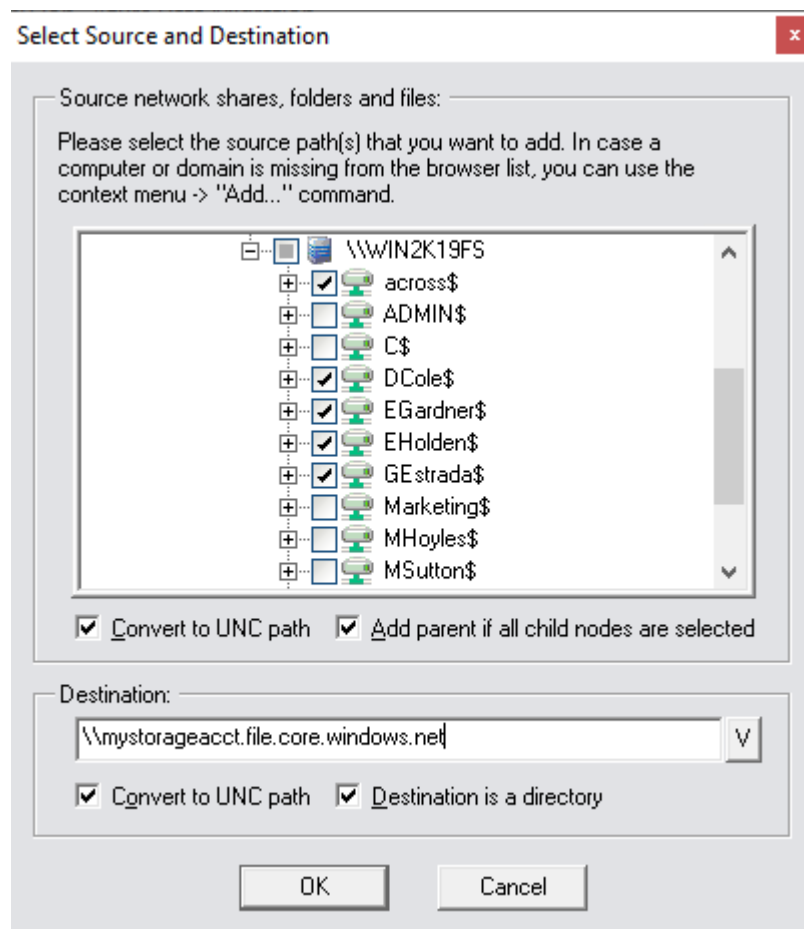 Select Source and Destination
x
Source network shares, folders and files:
Please select the source path(s) that you want to add. In case a
computer or domain is missing from the browser list, you can use the
context menu -> "Add..." command.
\\WIN2K19FS
across$
ADMIN$
C$
DCole$
EGardner$
EHolden$
GEstrada$
Marketing$
MHoyles$
MSutton$
Convert to UNC path Add parent if all child nodes are selected
Destination:
\\mystorageacct.file.core.windows.net V
Convert to UNC path Destination is a directory
OK Cancel